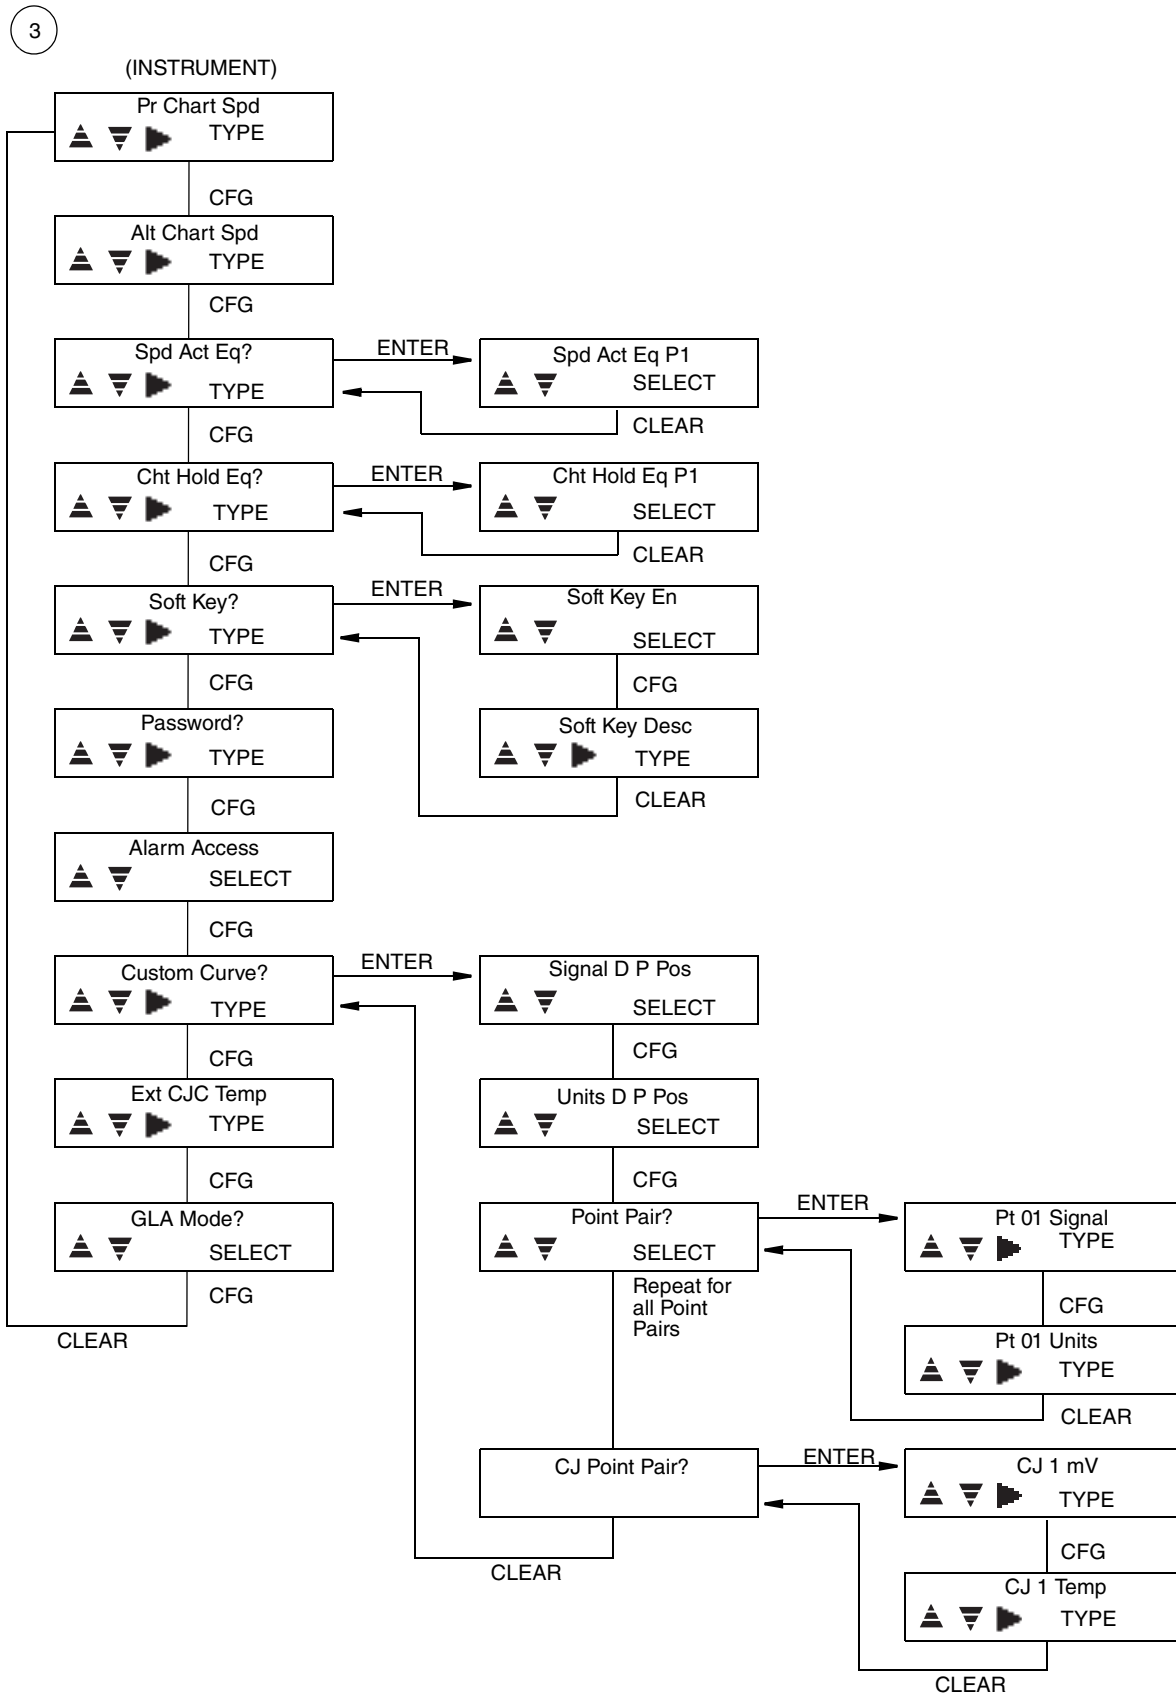 3
(INSTRUMENT)
Pr Chart Spd
TYPE
CFG
Alt Chart Spd
TYPE
CFG
Spd Act Eq?
TYPE
ENTER
Spd Act Eq P1
SELECT
CLEAR
CFG
Cht Hold Eq?
TYPE
ENTER
Cht Hold Eq P1
SELECT
CLEAR
CFG
Soft Key?
TYPE
ENTER
Soft Key En
SELECT
CFG
Soft Key Desc
TYPE
CLEAR
CFG
Password?
TYPE
CFG
Alarm Access
SELECT
CFG
Custom Curve?
TYPE
ENTER
Signal D P Pos
SELECT
CFG
Units D P Pos
SELECT
CFG
Point Pair?
SELECT
Repeat for
all Point
Pairs
ENTER
Pt 01 Signal
TYPE
CFG
Pt 01 Units
TYPE
CLEAR
CJ Point Pair?
ENTER
CJ 1 mV
TYPE
CFG
CJ 1 Temp
TYPE
CLEAR
CLEAR
CFG
Ext CJC Temp
TYPE
CFG
GLA Mode?
SELECT
CFG
CLEAR